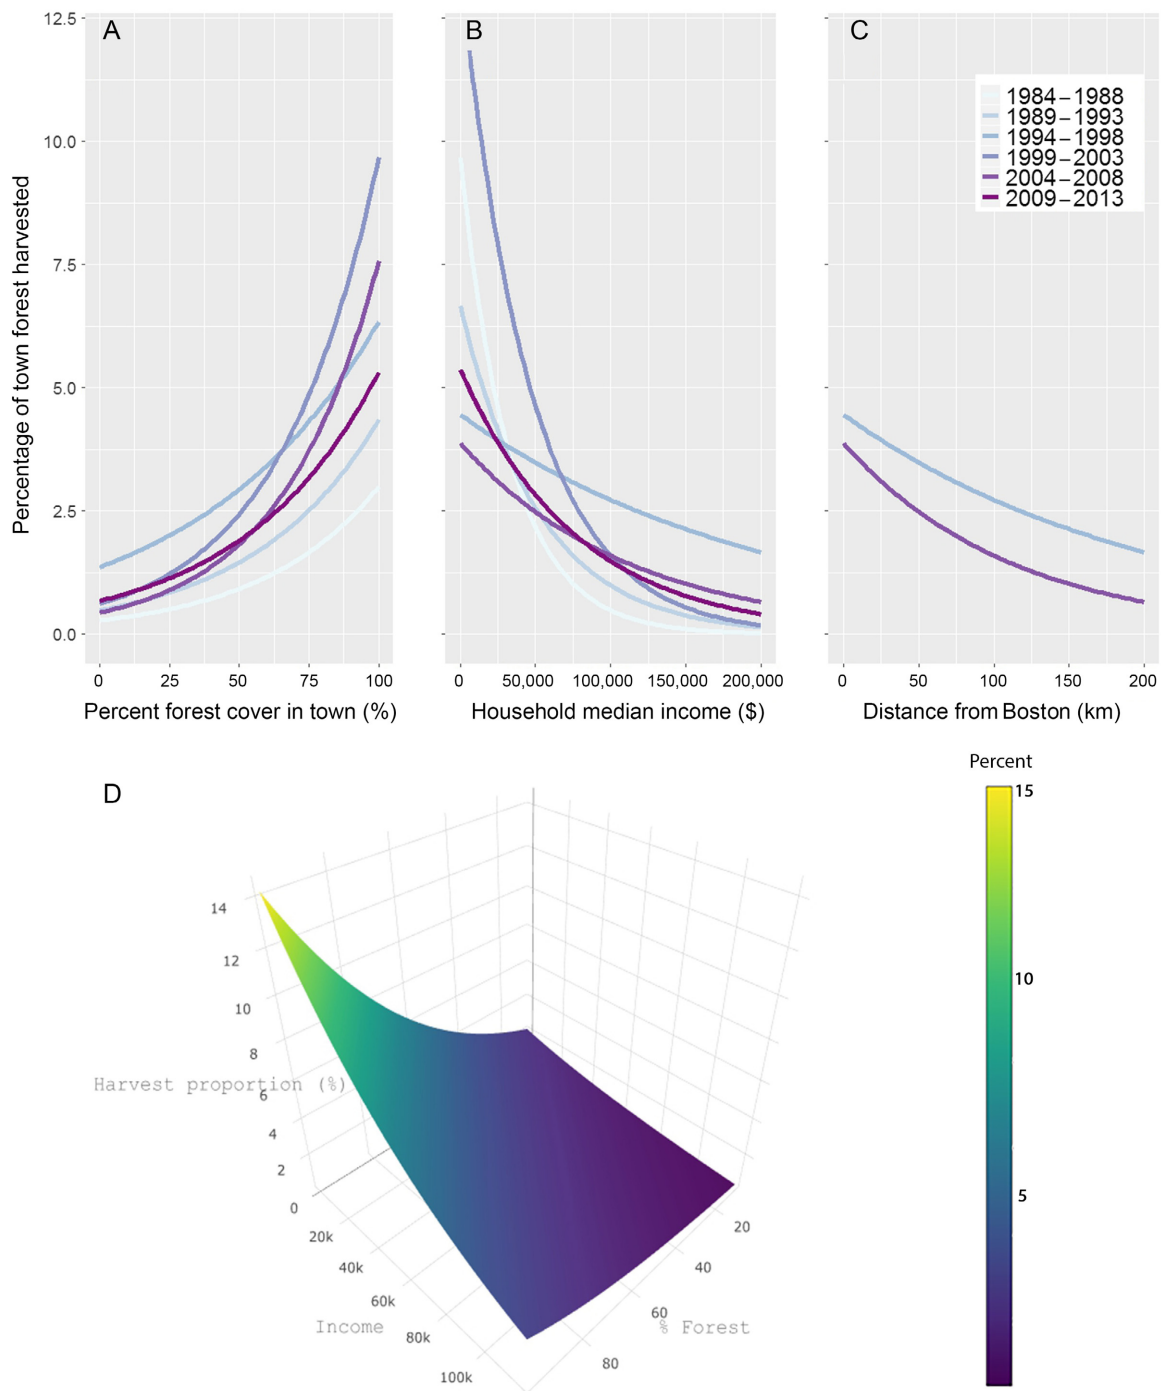 A
B
C
12.5
10.0
7.5
5.0
2.5
0.0
Percentage of town forest harvested
1984–1988
1989–1993
1994–1998
1999–2003
2004–2008
2009–2013
0 25 50 75 100
0 50,000 100,000 150,000 200,000
0 50 100 150 200
Percent forest cover in town (%)
Household median income ($)
Distance from Boston (km)
D
Percent
15
10
5
14
12
10
8
6
4
2
0
Harvest proportion (%)
20k
40k
60k
80k
100k
Income
20
40
60
80
% Forest